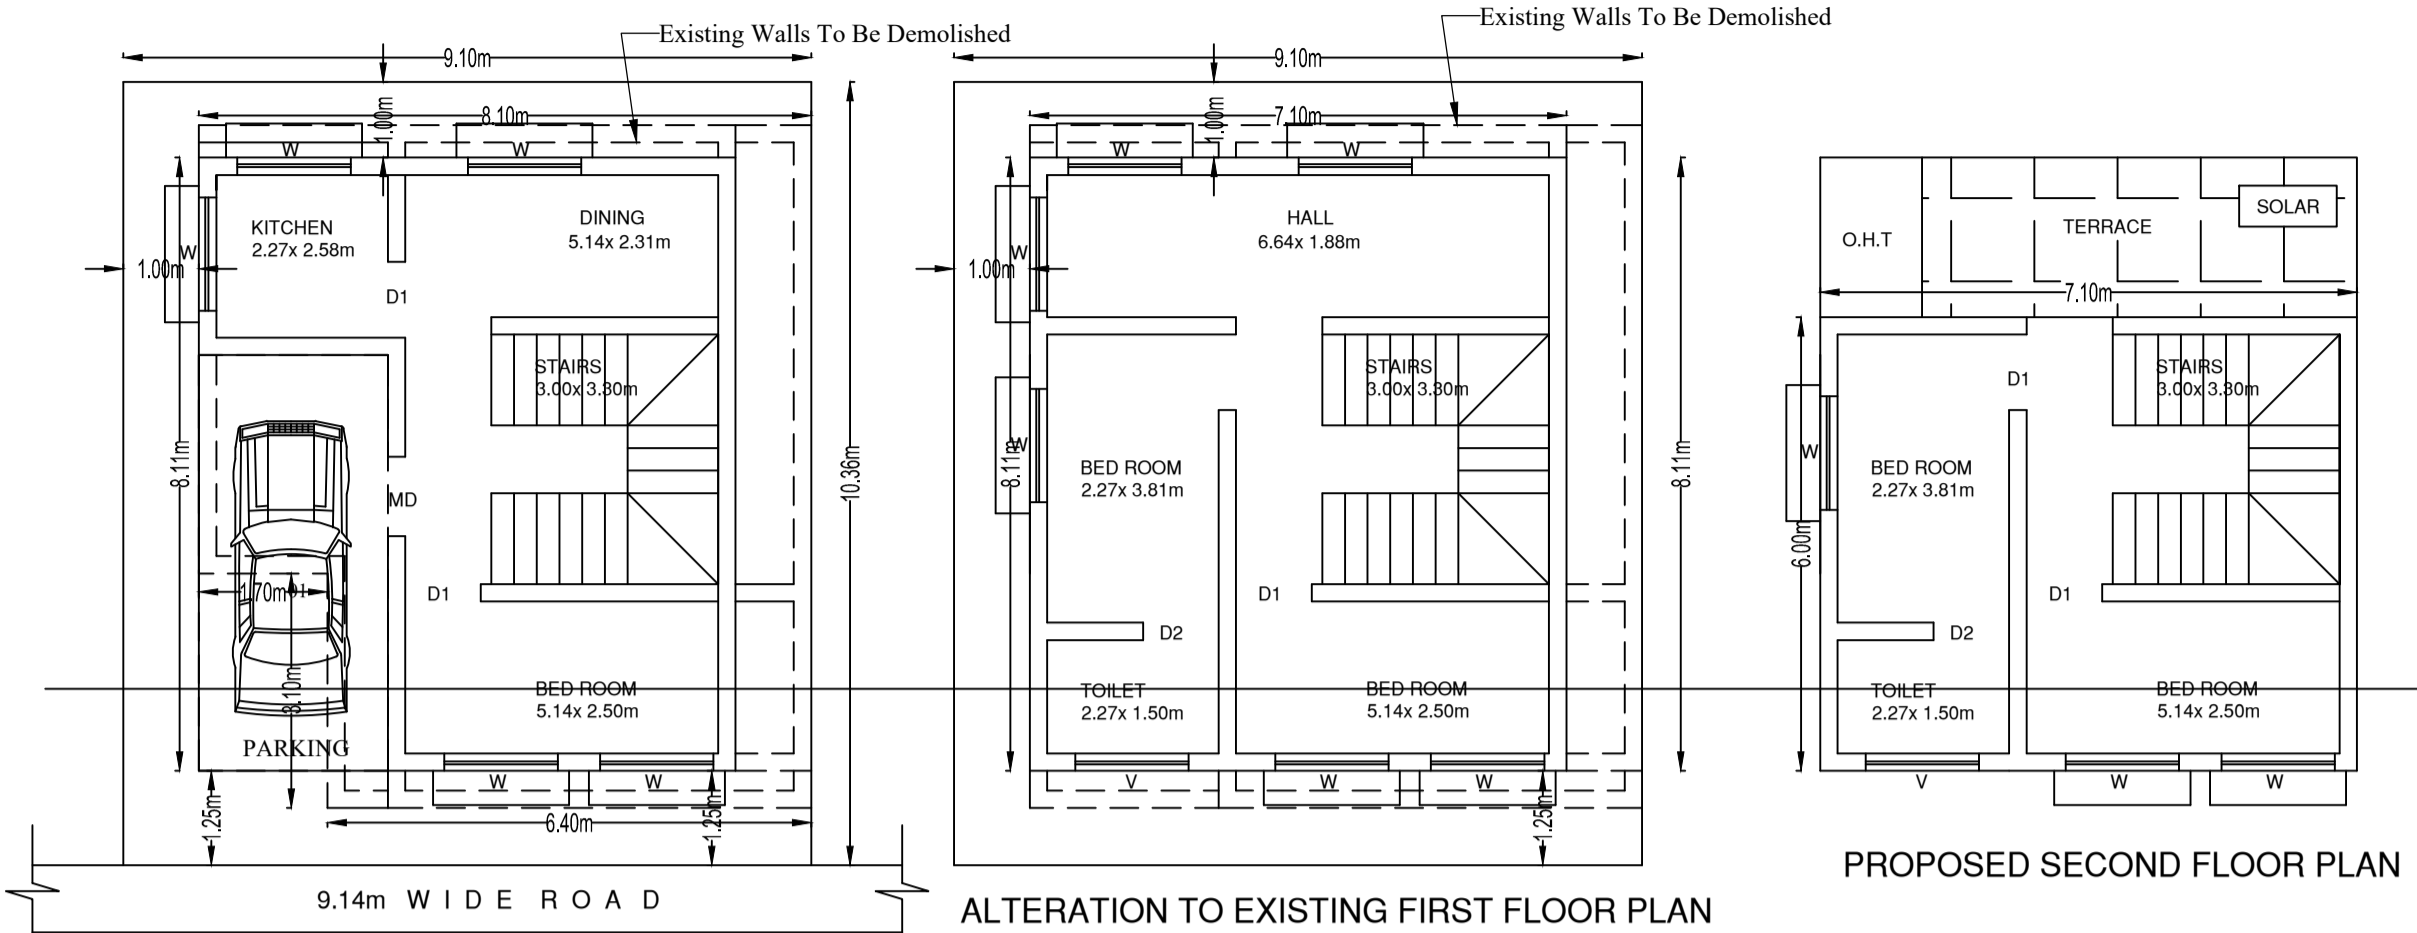 Existing Walls To Be Demolished
9.10m
8.10m
1.00m
W
W
KITCHEN
2.27x 2.58m
DINING
5.14x 2.31m
W
1.00m
D1
STAIRS
3.00x 3.30m
8.11m
10.36m
MD
1.70m
D1
D1
3.10m
BED ROOM
5.14x 2.50m
PARKING
W
W
1.25m
1.25m
6.40m
9.14m WIDE ROAD
Existing Walls To Be Demolished
9.10m
7.10m
1.00m
W
W
HALL
6.64x 1.88m
W
1.00m
STAIRS
3.00x 3.30m
W
8.11m
8.11m
BED ROOM
2.27x 3.81m
D1
D2
TOILET
2.27x 1.50m
BED ROOM
5.14x 2.50m
V
W
W
1.25m
ALTERATION TO EXISTING FIRST FLOOR PLAN
SOLAR
TERRACE
O.H.T
7.10m
STAIRS
3.00x 3.30m
D1
W
BED ROOM
2.27x 3.81m
6.00m
D1
D2
TOILET
2.27x 1.50m
BED ROOM
5.14x 2.50m
V
W
W
PROPOSED SECOND FLOOR PLAN